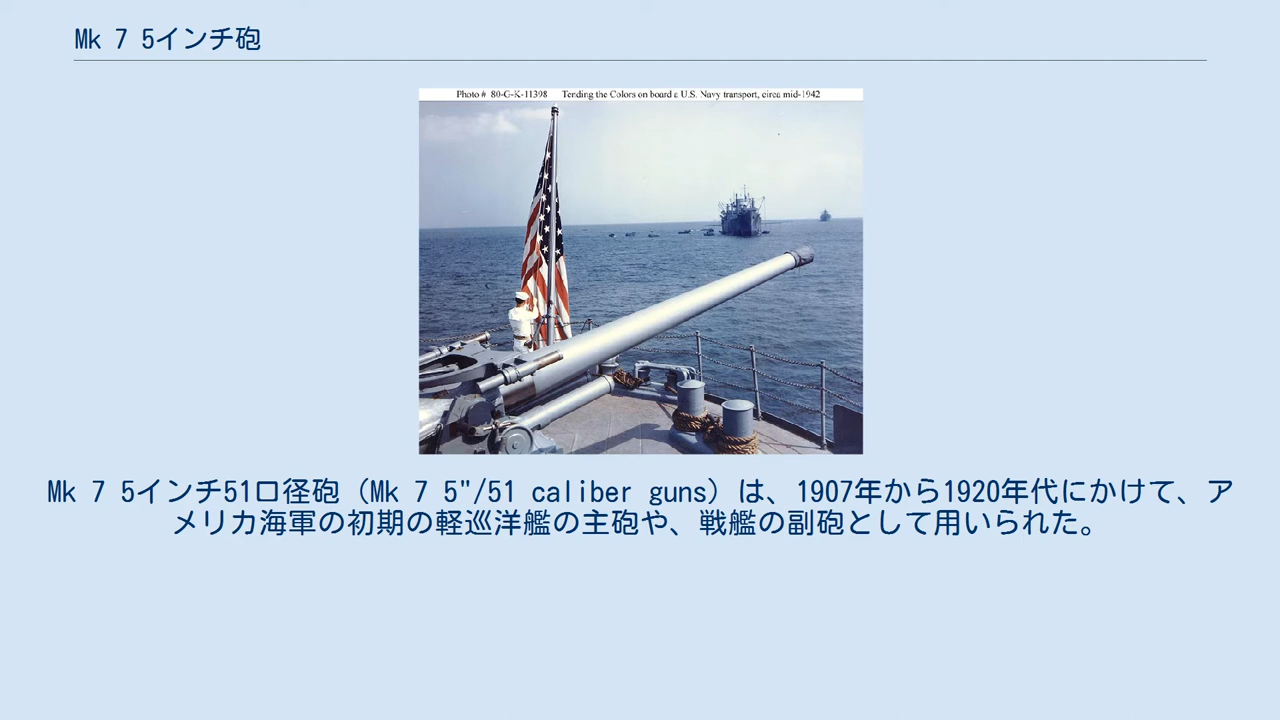 Mk 7 5インチ砲
Photo # 80-G-K-11398 Tending the Colors on board a U.S. Navy transport, circa mid-1942
Mk 7 5インチ51口径砲（Mk 7 5"/51 caliber guns）は、1907年から1920年代にかけて、ア
メリカ海軍の初期の軽巡洋艦の主砲や、戦艦の副砲として用いられた。